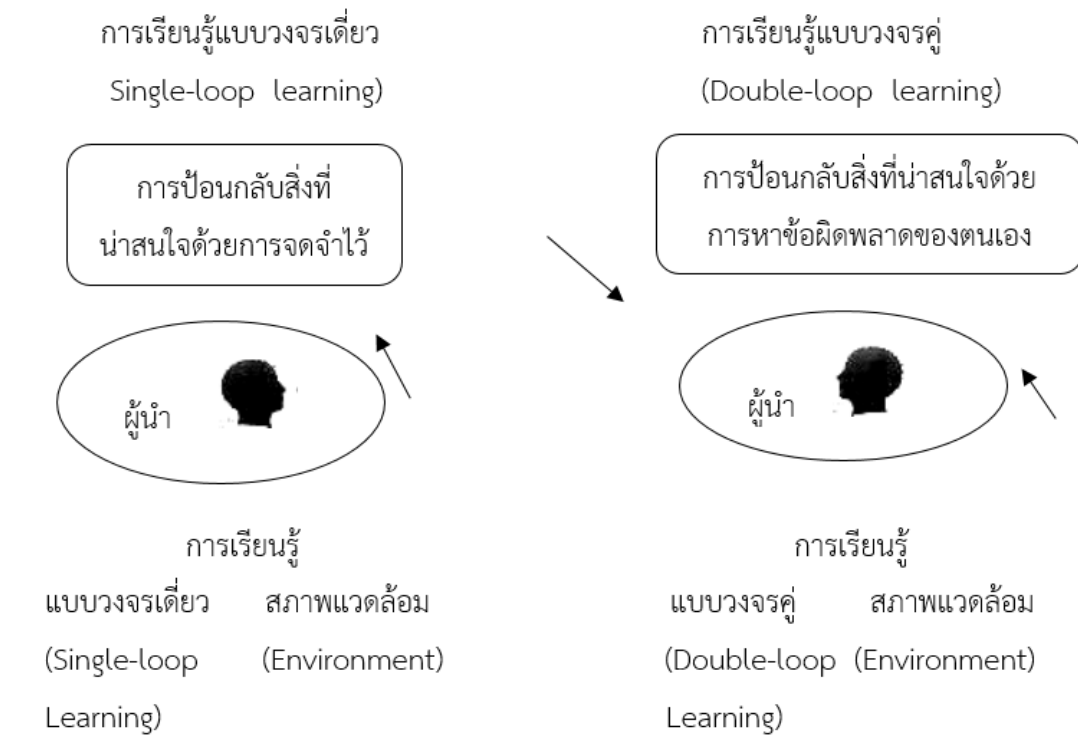 การเรียนรู้แบบวงจรเดี่ยว
Single-loop learning)
การป้อนกลับสิ่งที่
น่าสนใจด้วยการจดจำไว้
ผู้นำ
การเรียนรู้
แบบวงจรเดี่ยว สภาพแวดล้อม
(Single-loop (Environment)
Learning)
การเรียนรู้แบบวงจรคู่
(Double-loop learning)
การป้อนกลับสิ่งที่น่าสนใจด้วย
การหาข้อผิดพลาดของตนเอง
ผู้นำ
การเรียนรู้
แบบวงจรคู่ สภาพแวดล้อม
(Double-loop (Environment)
Learning)